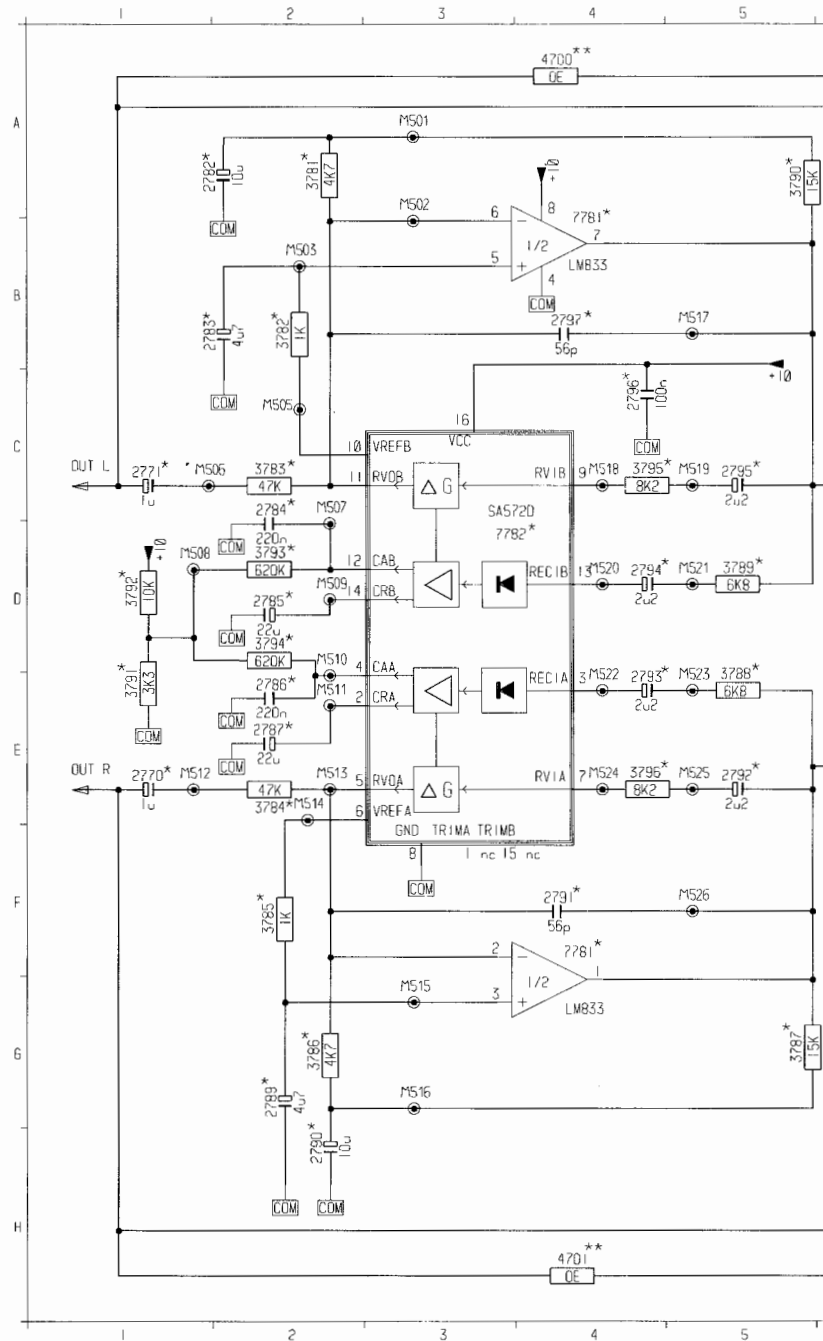 1 2 3 4 5
4700**
0E
A
M501
2782*
10u
3781*
4K7
+10
3790*
15K
M502
6
8
7781*
COM
1/2
7
M503
5
LM833
4
B
COM
2783*
4u7
3782*
1K
2797*
56p
M517
+10
COM
M505
2796*
100n
16
VCC
COM
10 VREFB
C
OUT L
2771*
1u
M506
3783*
47K
11 RVOB
ΔG
RVIB 9
M518
3795*
8K2
M519
2795*
2u2
SA572D
7782*
2784*
220n
M507
COM
+10
M508
3793*
620K
12 CAB
RECIB 13
M520
2794*
2u2
M521
3789*
6K8
D
3792*
10K
M509
14 CRB
2785*
22u
COM
3794*
620K
M510
4 CAA
RECIA 3
M522
2793*
2u2
M523
3788*
6K8
3791*
3K3
2786*
220n
M511
2 CRA
COM
COM
2787*
22u
E
COM
OUT R
2770*
1u
M512
47K
3784*
M513
5 RVOA
ΔG
RVIA 7
M524
3796*
8K2
M525
2792*
2u2
M514
6 VREFA
GND TRIMA TRIMB
8 1 nc 15 nc
COM
F
3785*
1K
2791*
56p
M526
2
7781*
1/2
1
M515
3
LM833
G
3786*
4K7
3787*
15K
2789*
4u7
M516
2790*
10u
COM
COM
H
4701**
0E
1 2 3 4 5